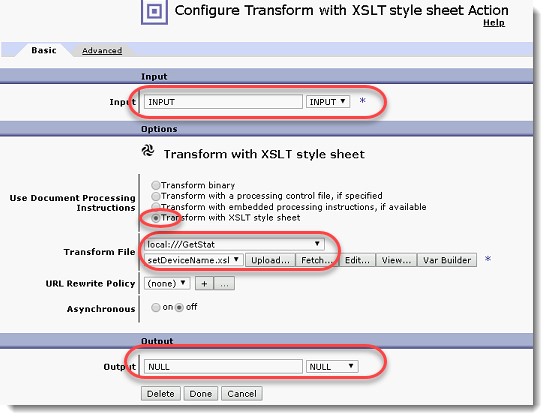 Configure Transform with XSLT style sheet Action
Help
Basic Advanced
Input
Input INPUT INPUT *
Options
Transform with XSLT style sheet
Use Document Processing Instructions
Transform binary
Transform with a processing control file, if specified
Transform with embedded processing instructions, if available
Transform with XSLT style sheet
Transform File
local:///GetStat
setDeviceName.xsl Upload... Fetch... Edit... View... Var Builder *
URL Rewrite Policy (none) + ...
Asynchronous on off
Output
Output NULL NULL
Delete Done Cancel